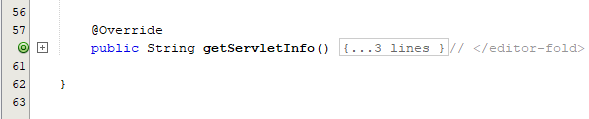 56
57 @Override
public String getServletInfo() {...3 lines }// </editor-fold>
61
62 }
63